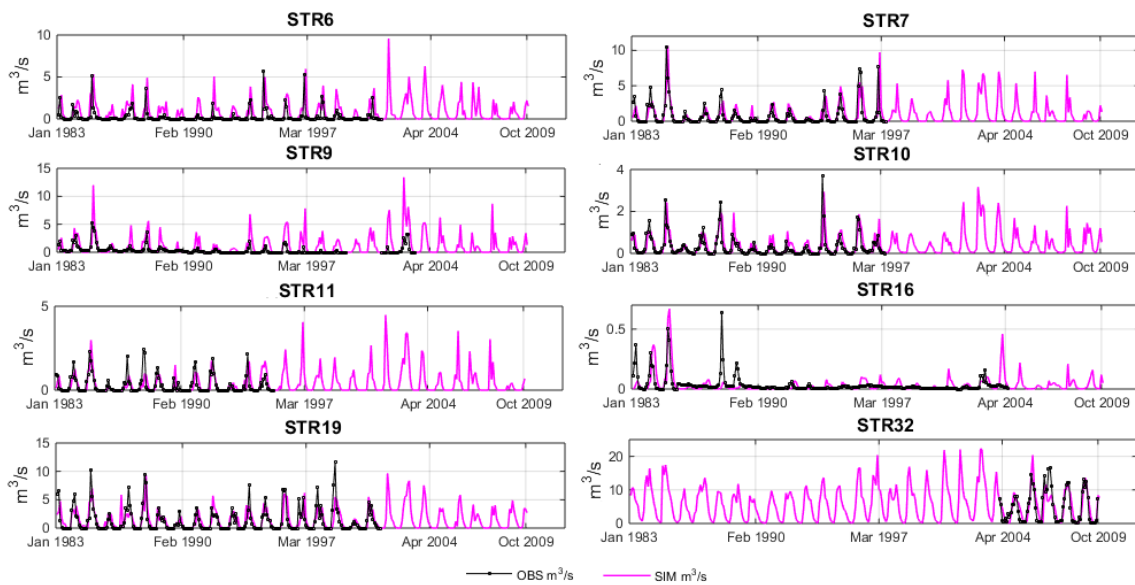 STR6
m³/s
10
5
0
Jan 1983 Feb 1990 Mar 1997 Apr 2004 Oct 2009
STR7
m³/s
10
5
0
Jan 1983 Feb 1990 Mar 1997 Apr 2004 Oct 2009
STR9
m³/s
15
10
5
0
Jan 1983 Feb 1990 Mar 1997 Apr 2004 Oct 2009
STR10
m³/s
4
2
0
Jan 1983 Feb 1990 Mar 1997 Apr 2004 Oct 2009
STR11
m³/s
5
0
Jan 1983 Feb 1990 Mar 1997 Apr 2004 Oct 2009
STR16
m³/s
0.5
0
Jan 1983 Feb 1990 Mar 1997 Apr 2004 Oct 2009
STR19
m³/s
15
10
5
0
Jan 1983 Feb 1990 Mar 1997 Apr 2004 Oct 2009
STR32
m³/s
20
10
0
Jan 1983 Feb 1990 Mar 1997 Apr 2004 Oct 2009
OBS m³/s SIM m³/s